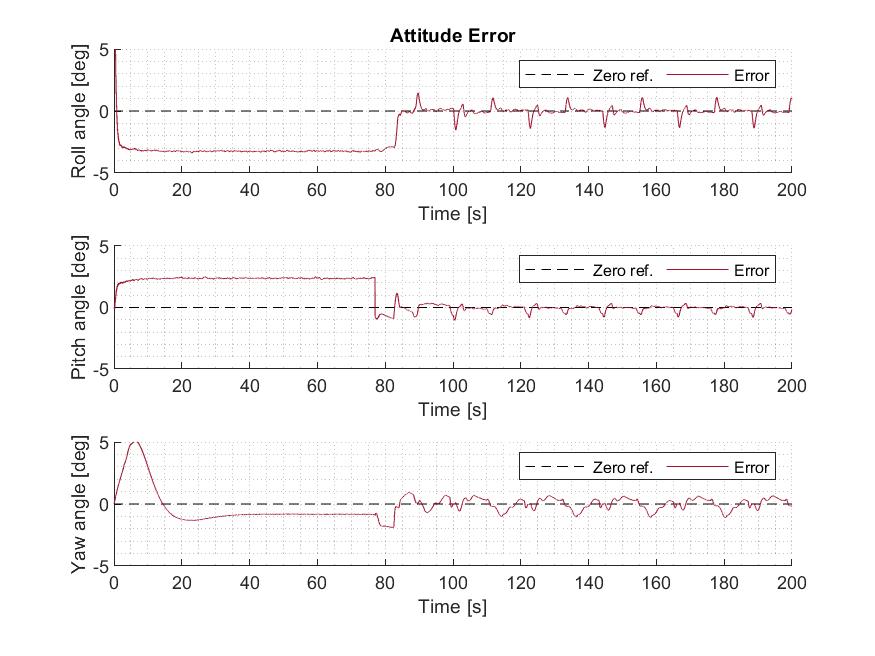 Attitude Error
Roll angle [deg]
5
0
-5
Zero ref. Error
0 20 40 60 80 100 120 140 160 180 200
Time [s]
Pitch angle [deg]
5
0
-5
Zero ref. Error
0 20 40 60 80 100 120 140 160 180 200
Time [s]
Yaw angle [deg]
5
0
-5
Zero ref. Error
0 20 40 60 80 100 120 140 160 180 200
Time [s]